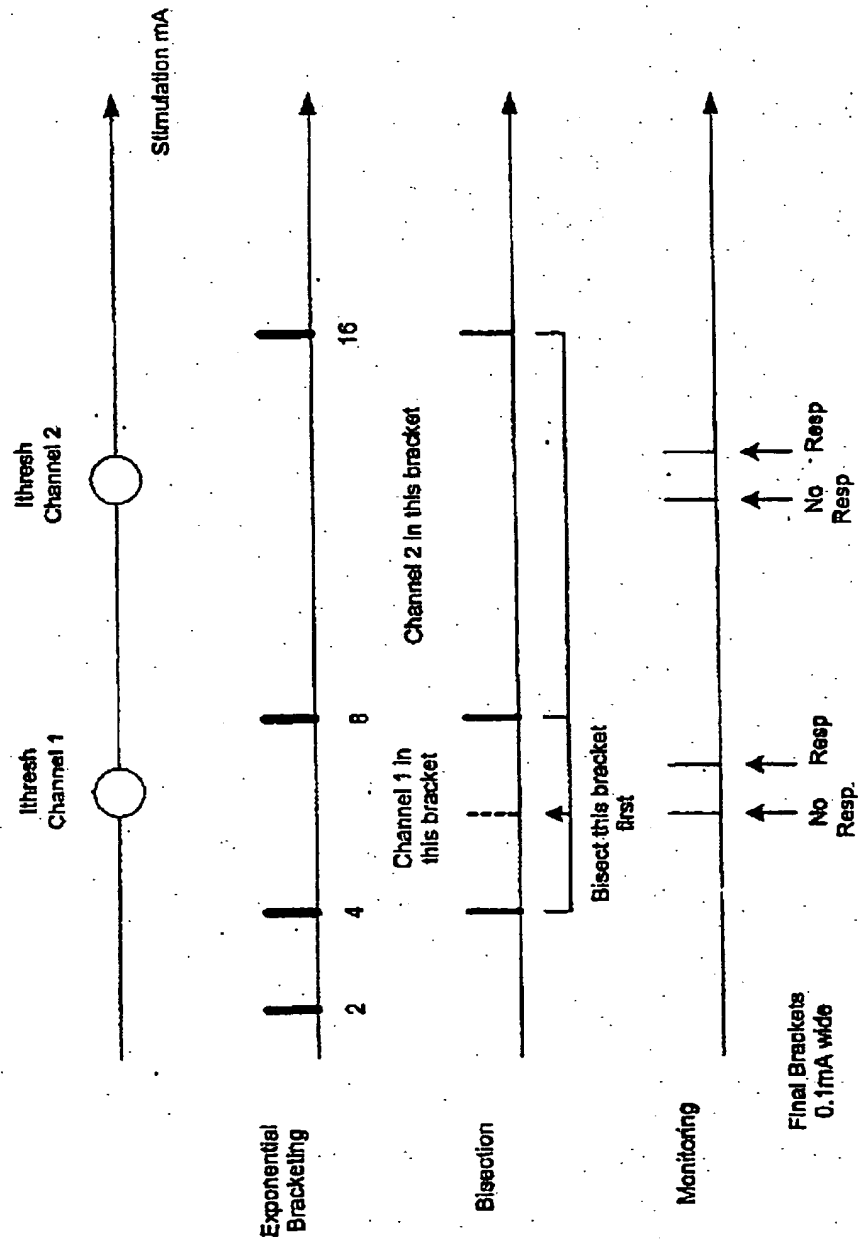 Ithresh
Channel 1
Ithresh
Channel 2
Stimulation mA
Exponential
Bracketing
2
4
8
16
Bisection
Channel 1 in
this bracket
Channel 2 in this bracket
Bisect this bracket
first
Monitoring
No
Resp.
Resp
No
Resp
Resp
Final Brackets
0.1mA wide